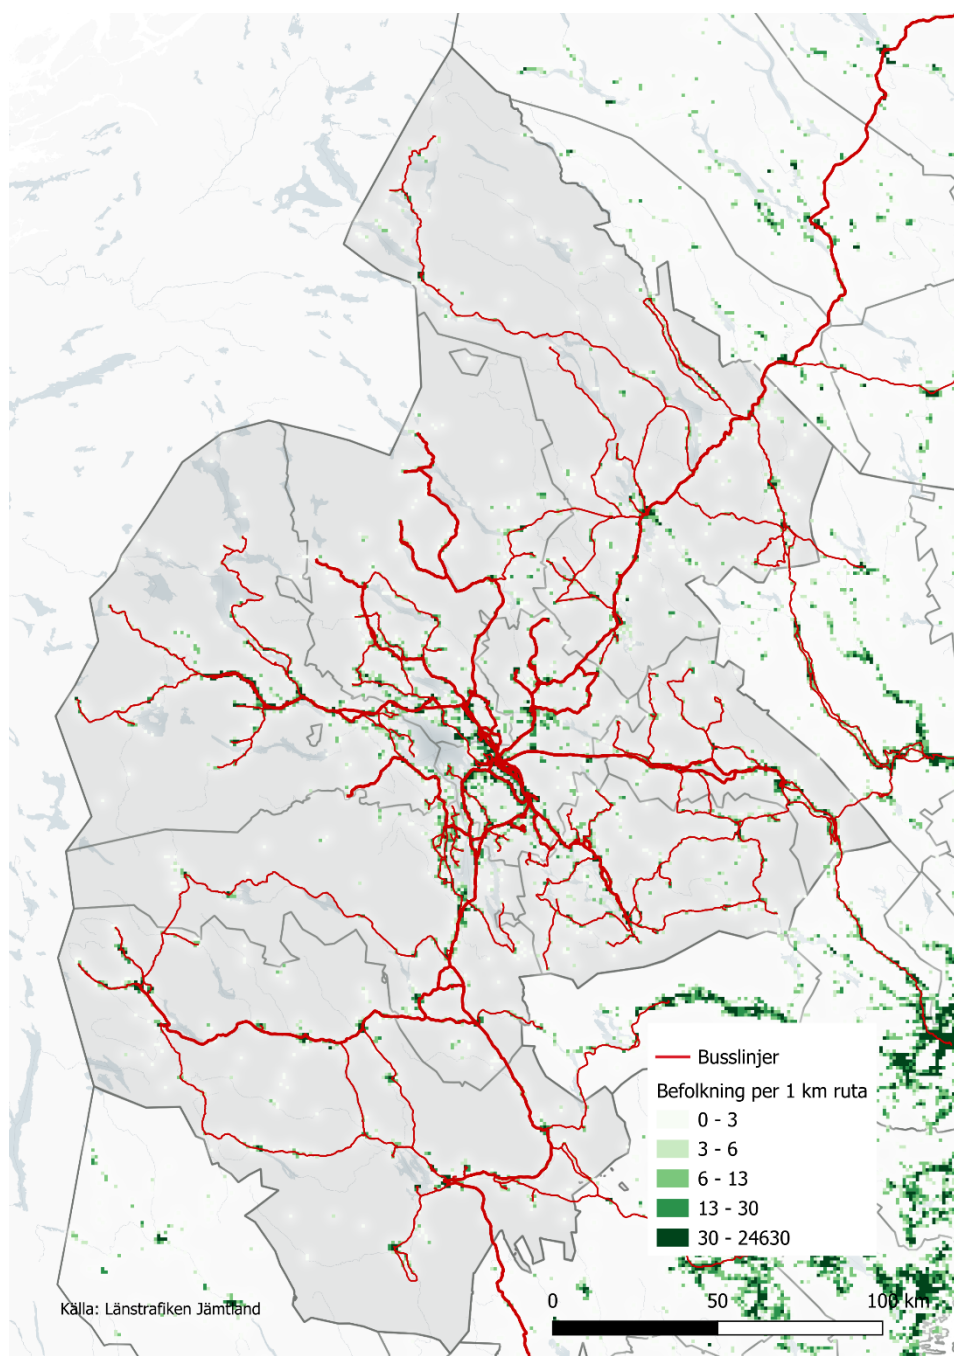 Busslinjer
Befolkning per 1 km ruta
0 - 3
3 - 6
6 - 13
13 - 30
30 - 24630
Källa: Länstrafiken Jämtland
0 50 100 km